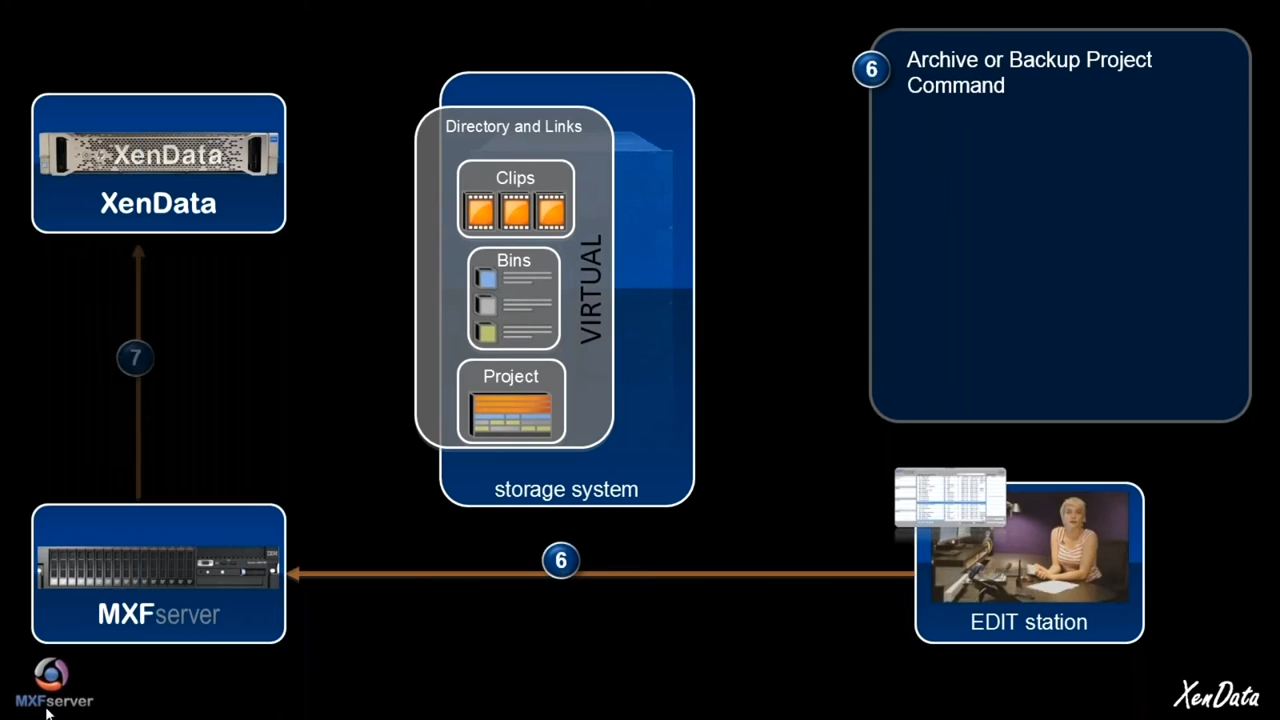 6
Archive or Backup Project
Command
XenData
XenData
Directory and Links
Clips
Bins
VIRTUAL
Project
storage system
7
6
MXFserver
EDIT station
MXFserver
XenData